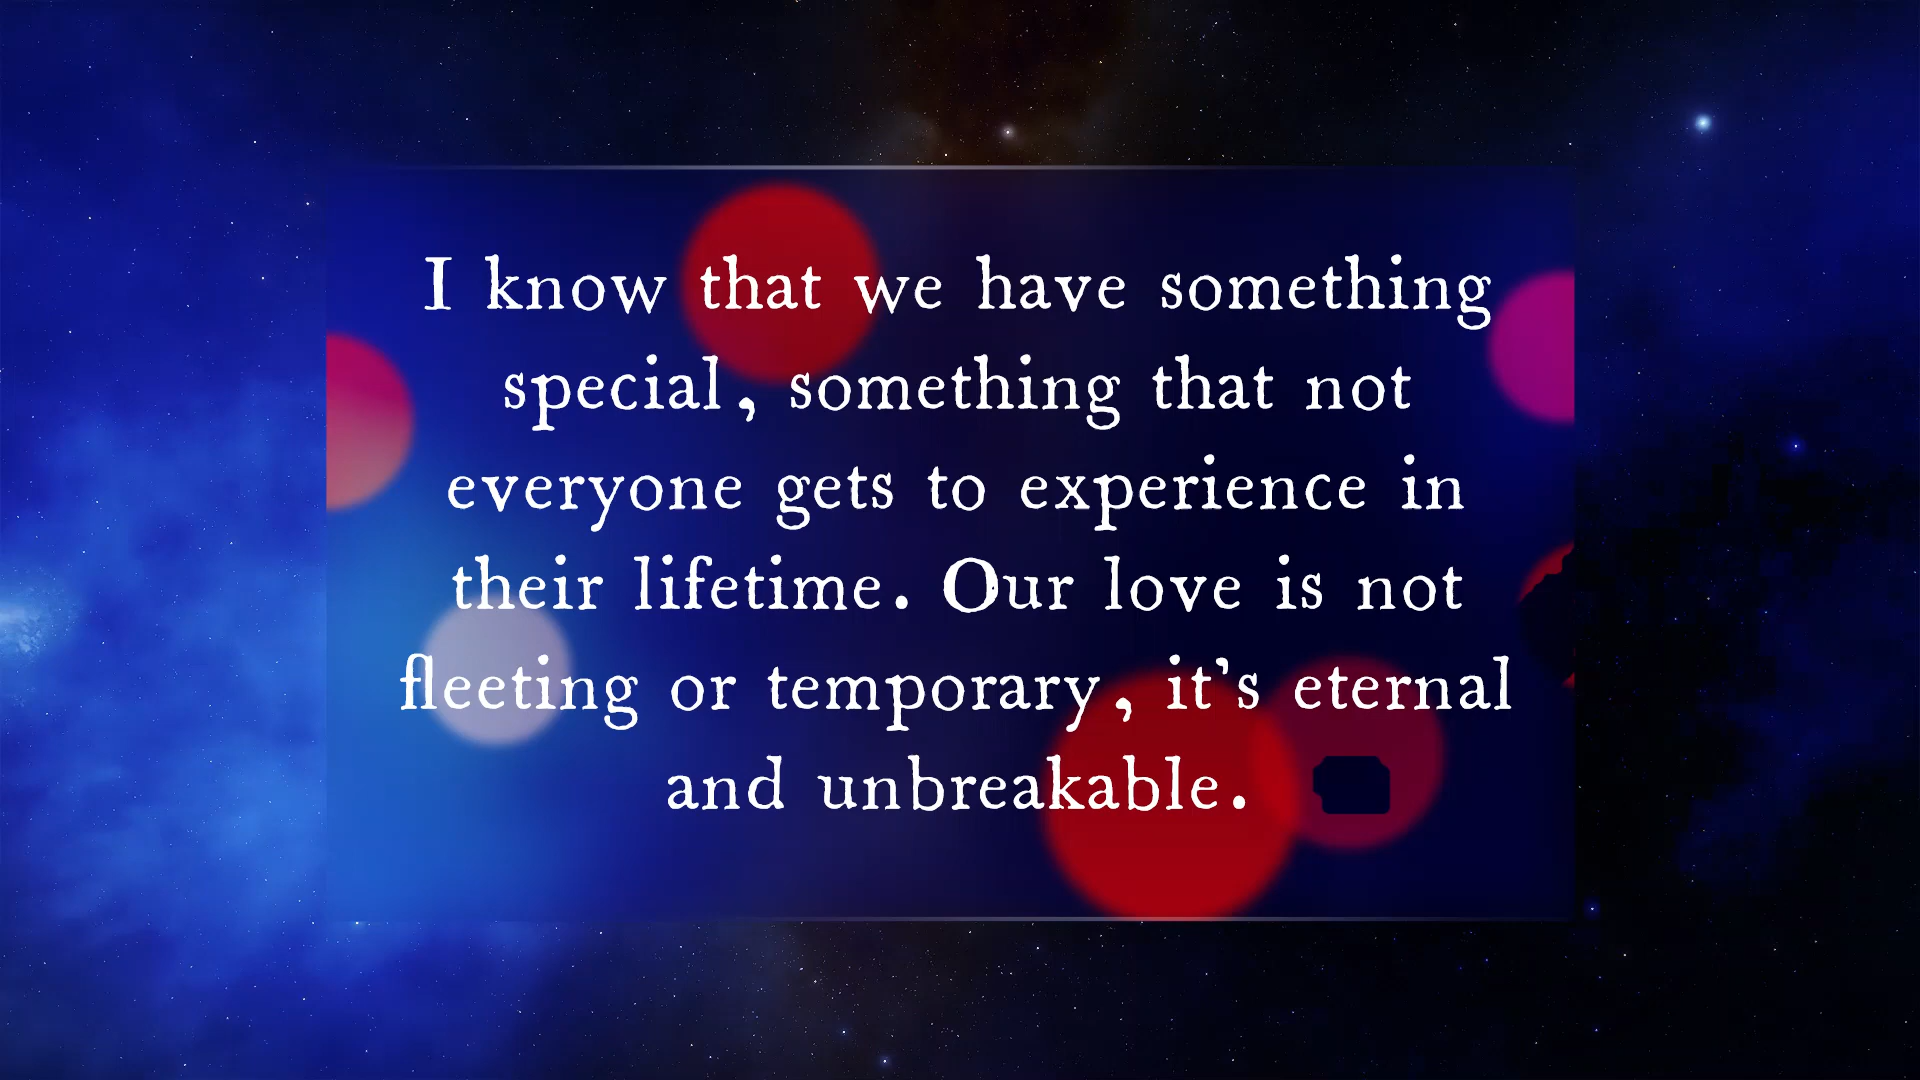 I know that we have something
special, something that not
everyone gets to experience in
their lifetime. Our love is not
fleeting or temporary, it's eternal
and unbreakable.